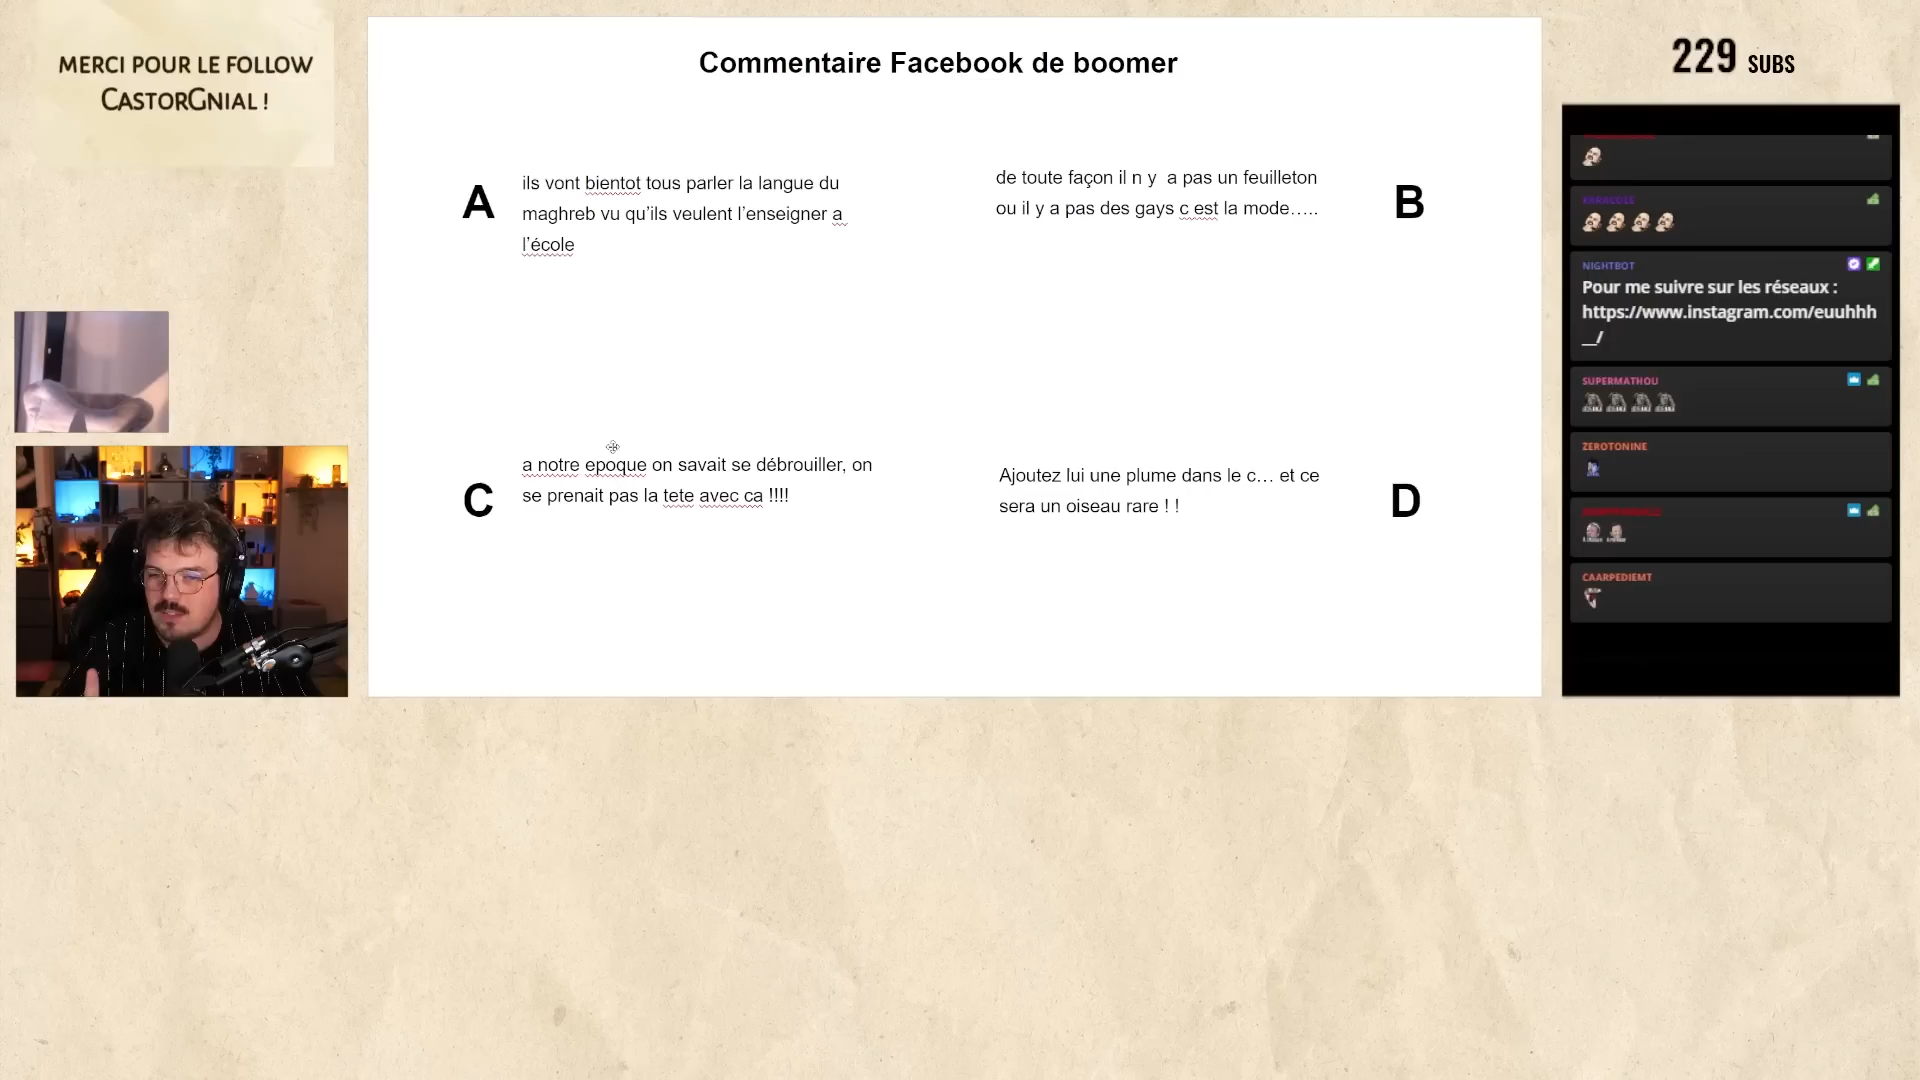 MERCI POUR LE FOLLOW
CASTORGNIAL !
Commentaire Facebook de boomer
229 SUBS
A
ils vont bientot tous parler la langue du
maghreb vu qu’ils veulent l’enseigner a
l’école
de toute façon il n y  a pas un feuilleton
ou il y a pas des gays c est la mode…..
B
C
a notre epoque on savait se débrouiller, on
se prenait pas la tete avec ca !!!!
Ajoutez lui une plume dans le c… et ce
sera un oiseau rare ! !
D
NIGHTBOT
Pour me suivre sur les réseaux :
https://www.instagram.com/euuhhh
__/
SUPERMATHOU
ZEROTONINE
CAARPEDIEMT